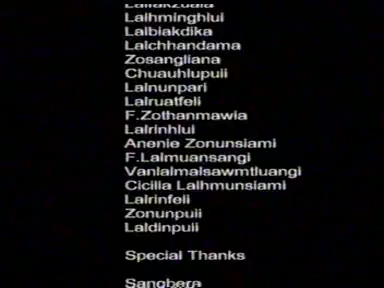 Lalhminghlui
Lalbiakdika
Lalchhandama
Zosangliana
Chuauhlupuii
Lalnunpari
Lalruatfeli
F.Zothanmawia
Lalrinhlui
Anenie Zonunsiami
F.Lalmuansangi
Vanlalmalsawmtluangi
Cicilia Lalhmunsiami
Lalrinfeli
Zonunpuii
Laldinpuii
Special Thanks